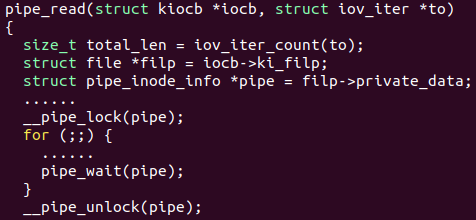 pipe_read(struct kiocb *iocb, struct iov_iter *to)
{
  size_t total_len = iov_iter_count(to);
  struct file *filp = iocb->ki_filp;
  struct pipe_inode_info *pipe = filp->private_data;
  ......
  __pipe_lock(pipe);
  for (;;) {
    ......
    pipe_wait(pipe);
  }
  __pipe_unlock(pipe);